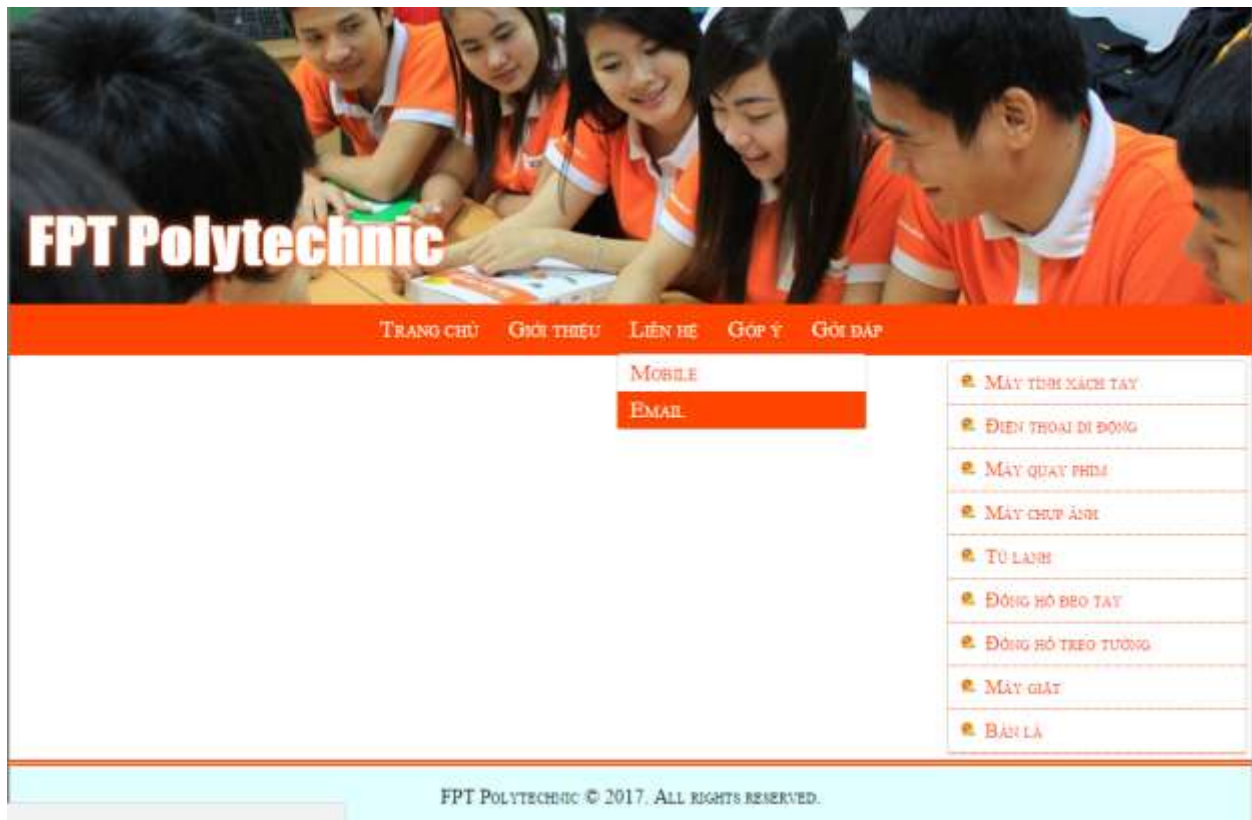 FPT Polytechnic
Trang chủ Giới thiệu Liên hệ Góp ý Gỏi đáp
Mobile
Email
Máy tính xách tay
Điện thoại di động
Máy quay phim
Máy chụp ảnh
Tủ lạnh
Đồng hồ đeo tay
Đồng hồ treo tường
Máy giặt
Bàn là
FPT Polytechnic © 2017. All rights reserved.